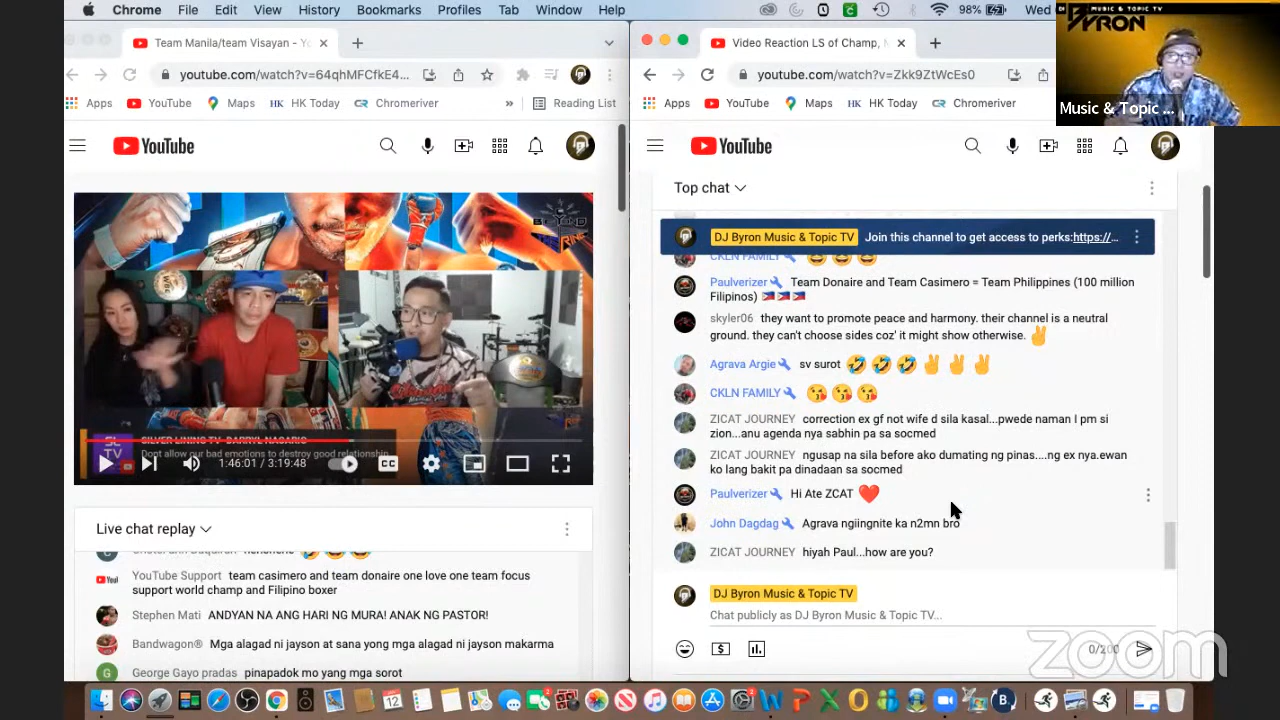 Chrome File Edit View History Bookmarks Profiles Tab Window Help
98% Wed
Team Manila/team Visayan - Yo
Video Reaction LS of Champ, M
youtube.com/watch?v=64qhMFCfkE4...
youtube.com/watch?v=Zkk9ZtWcEs0
Apps YouTube Maps HK Today Chromeriver » Reading List
Apps YouTube Maps HK Today Chromeriver
MUSIC & TOPIC TV
BYRON
Music & Topic ...
YouTube
YouTube
BEYOND
THE RING
SILVER LINING TV- DARRYL NASARIO
Dont allow our bad emotions to destroy good relationship
1:46:01 / 3:19:48
CC
Live chat replay
YouTube Support team casimero and team donaire one love one team focus
support world champ and Filipino boxer
Stephen Mati ANDYAN NA ANG HARI NG MURA! ANAK NG PASTOR!
Bandwagon® Mga alagad ni jayson at sana yong mga alagad ni jaysin makarma
George Gayo pradas pinapadok mo yang mga sorot
Top chat
DJ Byron Music & Topic TV Join this channel to get access to perks:https://...
CKLN FAMILY
Paulverizer Team Donaire and Team Casimero = Team Philippines (100 million
Filipinos) 🇵🇭🇵🇭🇵🇭
skyler06 they want to promote peace and harmony. their channel is a neutral
ground. they can't choose sides coz' it might show otherwise. ✌
Agrava Argie sv surot 🤣🤣🤣✌✌✌
CKLN FAMILY 😘😘😘
ZICAT JOURNEY correction ex gf not wife d sila kasal...pwede naman I pm si
zion...anu agenda nya sabhin pa sa socmed
ZICAT JOURNEY ngusap na sila before ako dumating ng pinas....ng ex nya.ewan
ko lang bakit pa dinadaan sa socmed
Paulverizer Hi Ate ZCAT ❤
John Dagdag Agrava ngiingnite ka n2mn bro
ZICAT JOURNEY hiyah Paul...how are you?
DJ Byron Music & Topic TV
Chat publicly as DJ Byron Music & Topic TV...
0/200
zoom